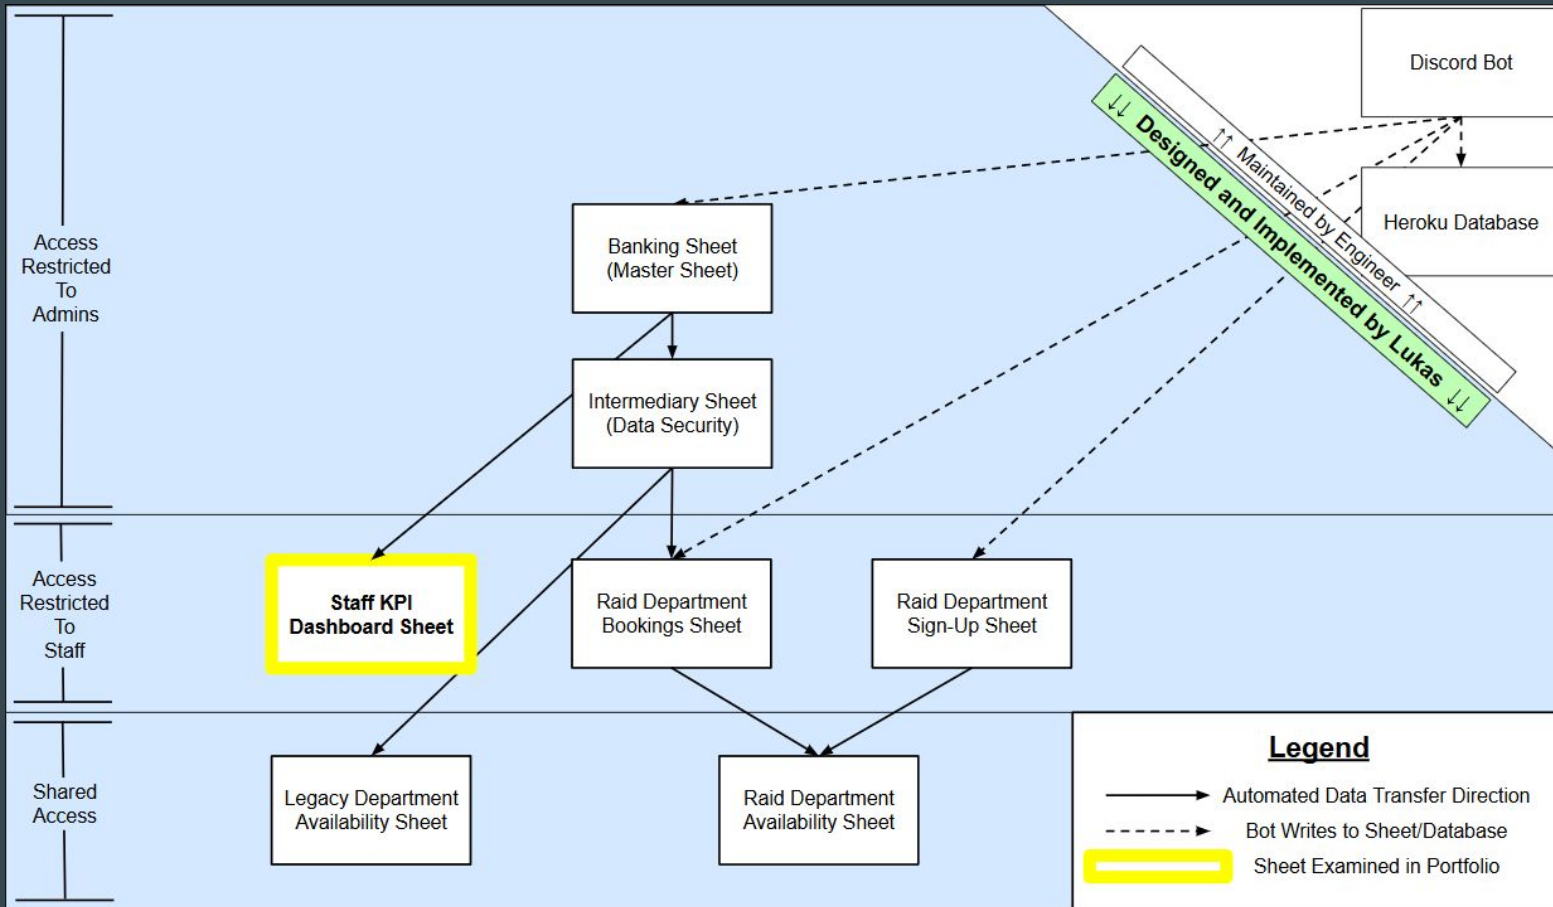 Discord Bot
↑↑ Maintained by Engineer ↑↑
↓↓ Designed and Implemented by Lukas ↓↓
Heroku Database
Access
Restricted
To
Admins
Banking Sheet
(Master Sheet)
Intermediary Sheet
(Data Security)
Access
Restricted
To
Staff
Staff KPI
Dashboard Sheet
Raid Department
Bookings Sheet
Raid Department
Sign-Up Sheet
Shared
Access
Legacy Department
Availability Sheet
Raid Department
Availability Sheet
Legend
Automated Data Transfer Direction
Bot Writes to Sheet/Database
Sheet Examined in Portfolio